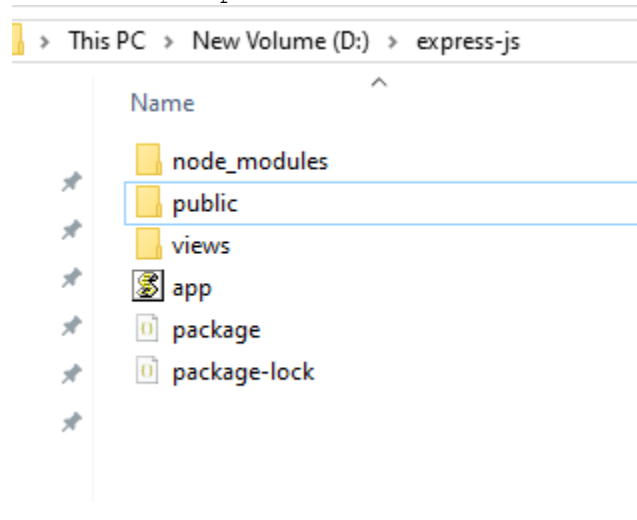 This PC > New Volume (D:) > express-js
Name
node_modules
public
views
app
package
package-lock